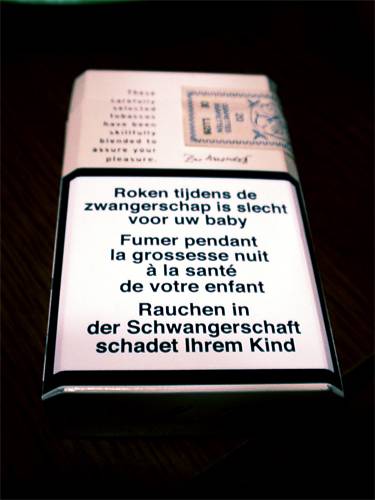 These
carefully
selected
tobaccos
have been
skillfully
blended to
assure your
pleasure.
Roken tijdens de
zwangerschap is slecht
voor uw baby
Fumer pendant
la grossesse nuit
à la santé
de votre enfant
Rauchen in
der Schwangerschaft
schadet Ihrem Kind